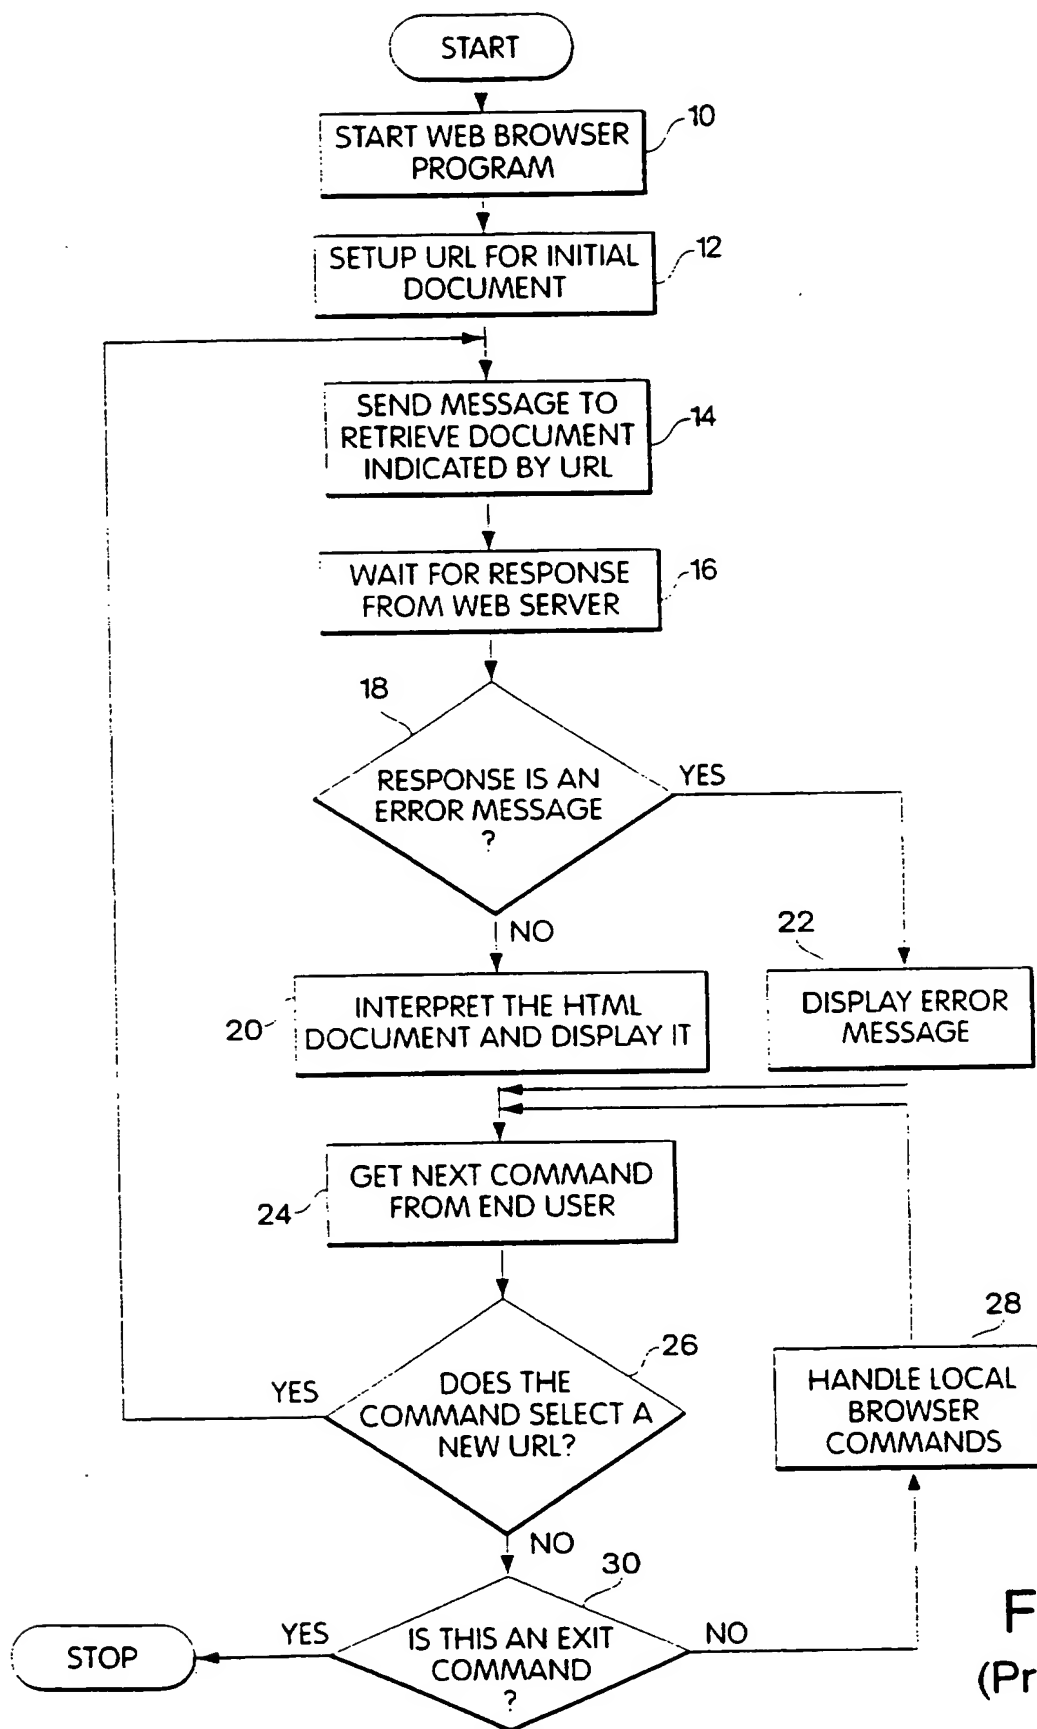 START
START WEB BROWSER
PROGRAM
10
SETUP URL FOR INITIAL
DOCUMENT
12
SEND MESSAGE TO
RETRIEVE DOCUMENT
INDICATED BY URL
14
WAIT FOR RESPONSE
FROM WEB SERVER
16
18
RESPONSE IS AN
ERROR MESSAGE
?
YES
NO
20
INTERPRET THE HTML
DOCUMENT AND DISPLAY IT
22
DISPLAY ERROR
MESSAGE
24
GET NEXT COMMAND
FROM END USER
26
YES
DOES THE
COMMAND SELECT A
NEW URL?
28
HANDLE LOCAL
BROWSER
COMMANDS
NO
30
STOP
YES
IS THIS AN EXIT
COMMAND
?
NO